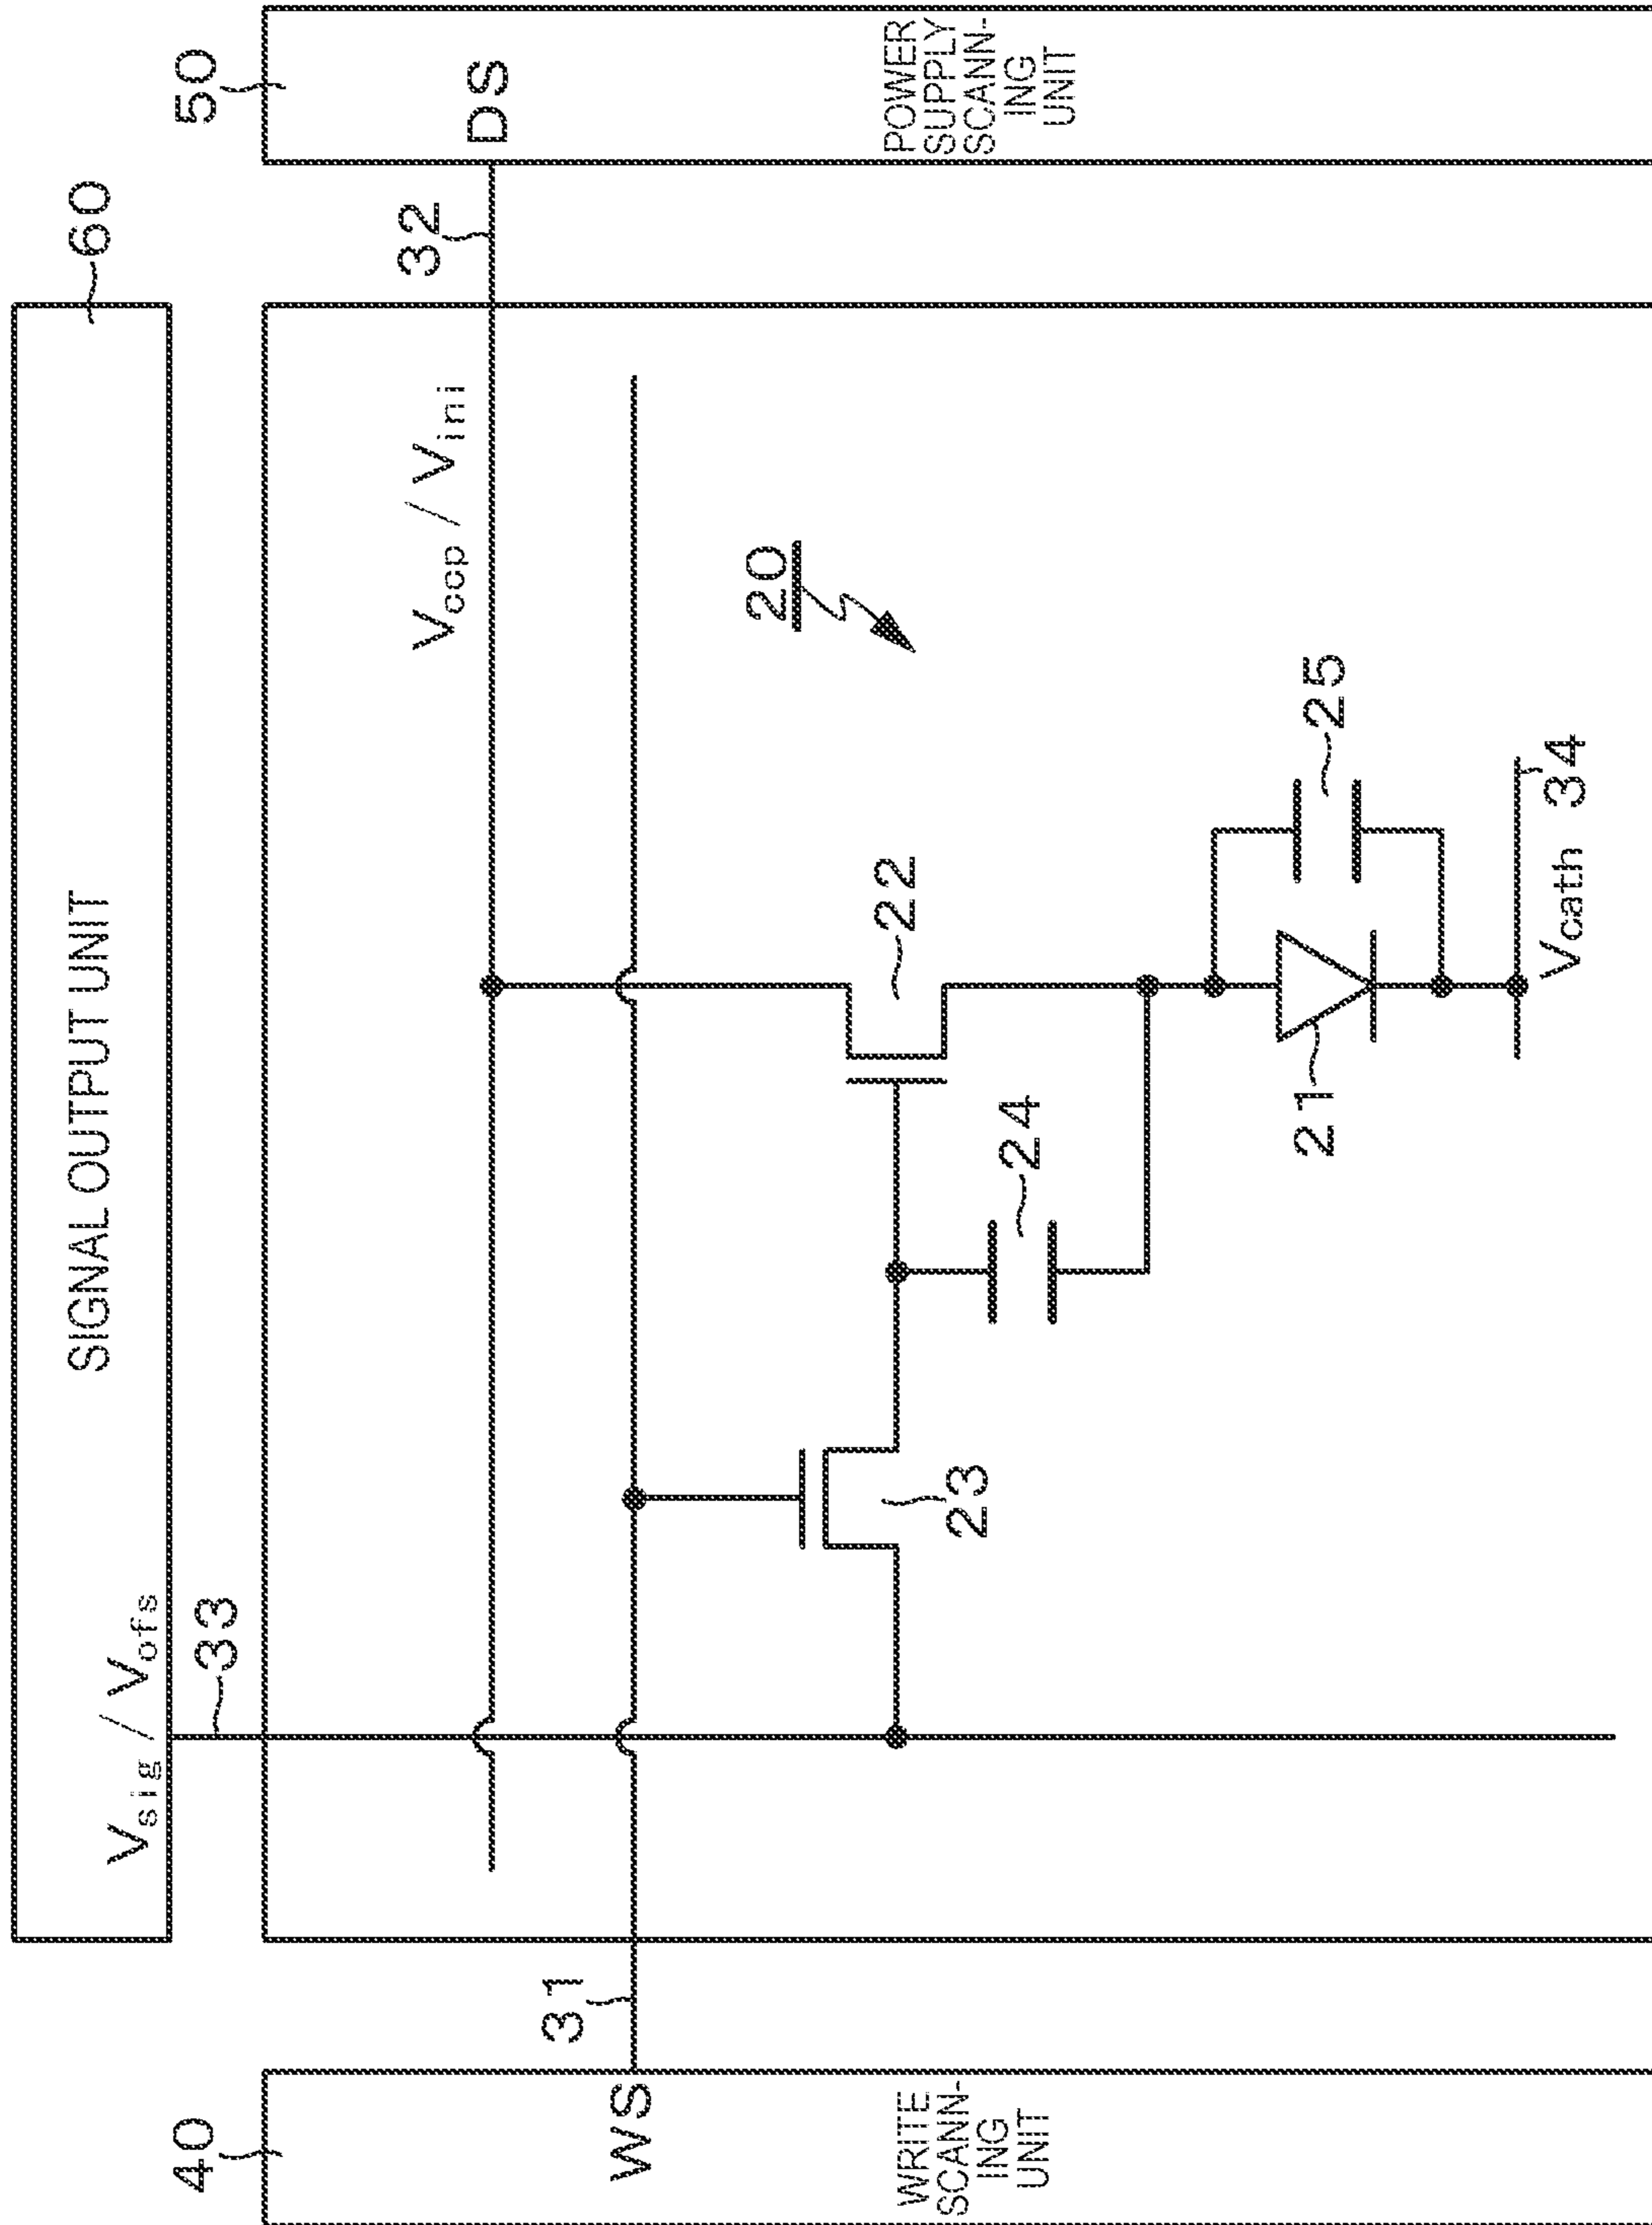 60
SIGNAL OUTPUT UNIT
Vsig / Vofs
33
40
WS
WRITE
SCANN-
ING
UNIT
31
50
DS
POWER
SUPPLY
SCANN-
ING
UNIT
32
Vccp / Vini
20
22
23
24
25
21
Vcath 34